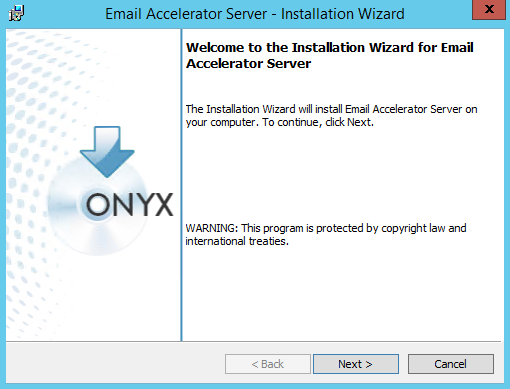 Email Accelerator Server - Installation Wizard
x
Welcome to the Installation Wizard for Email
Accelerator Server
The Installation Wizard will install Email Accelerator Server on
your computer. To continue, click Next.
ONYX
WARNING: This program is protected by copyright law and
international treaties.
< Back
Next >
Cancel